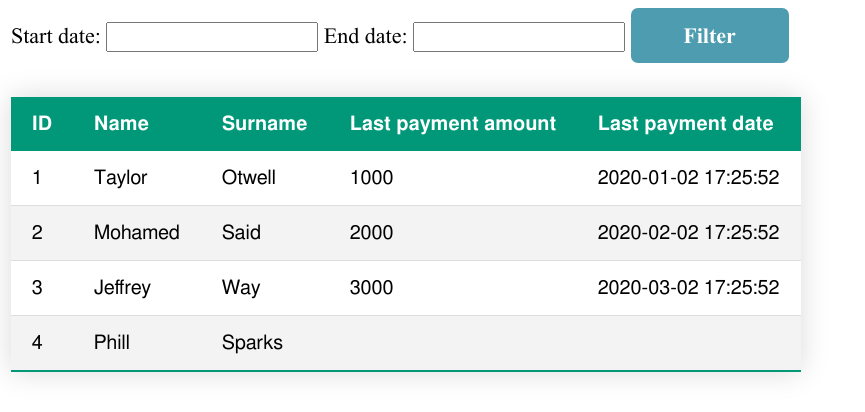 Start date: End date: Filter
ID Name Surname Last payment amount Last payment date
1 Taylor Otwell 1000 2020-01-02 17:25:52
2 Mohamed Said 2000 2020-02-02 17:25:52
3 Jeffrey Way 3000 2020-03-02 17:25:52
4 Phill Sparks